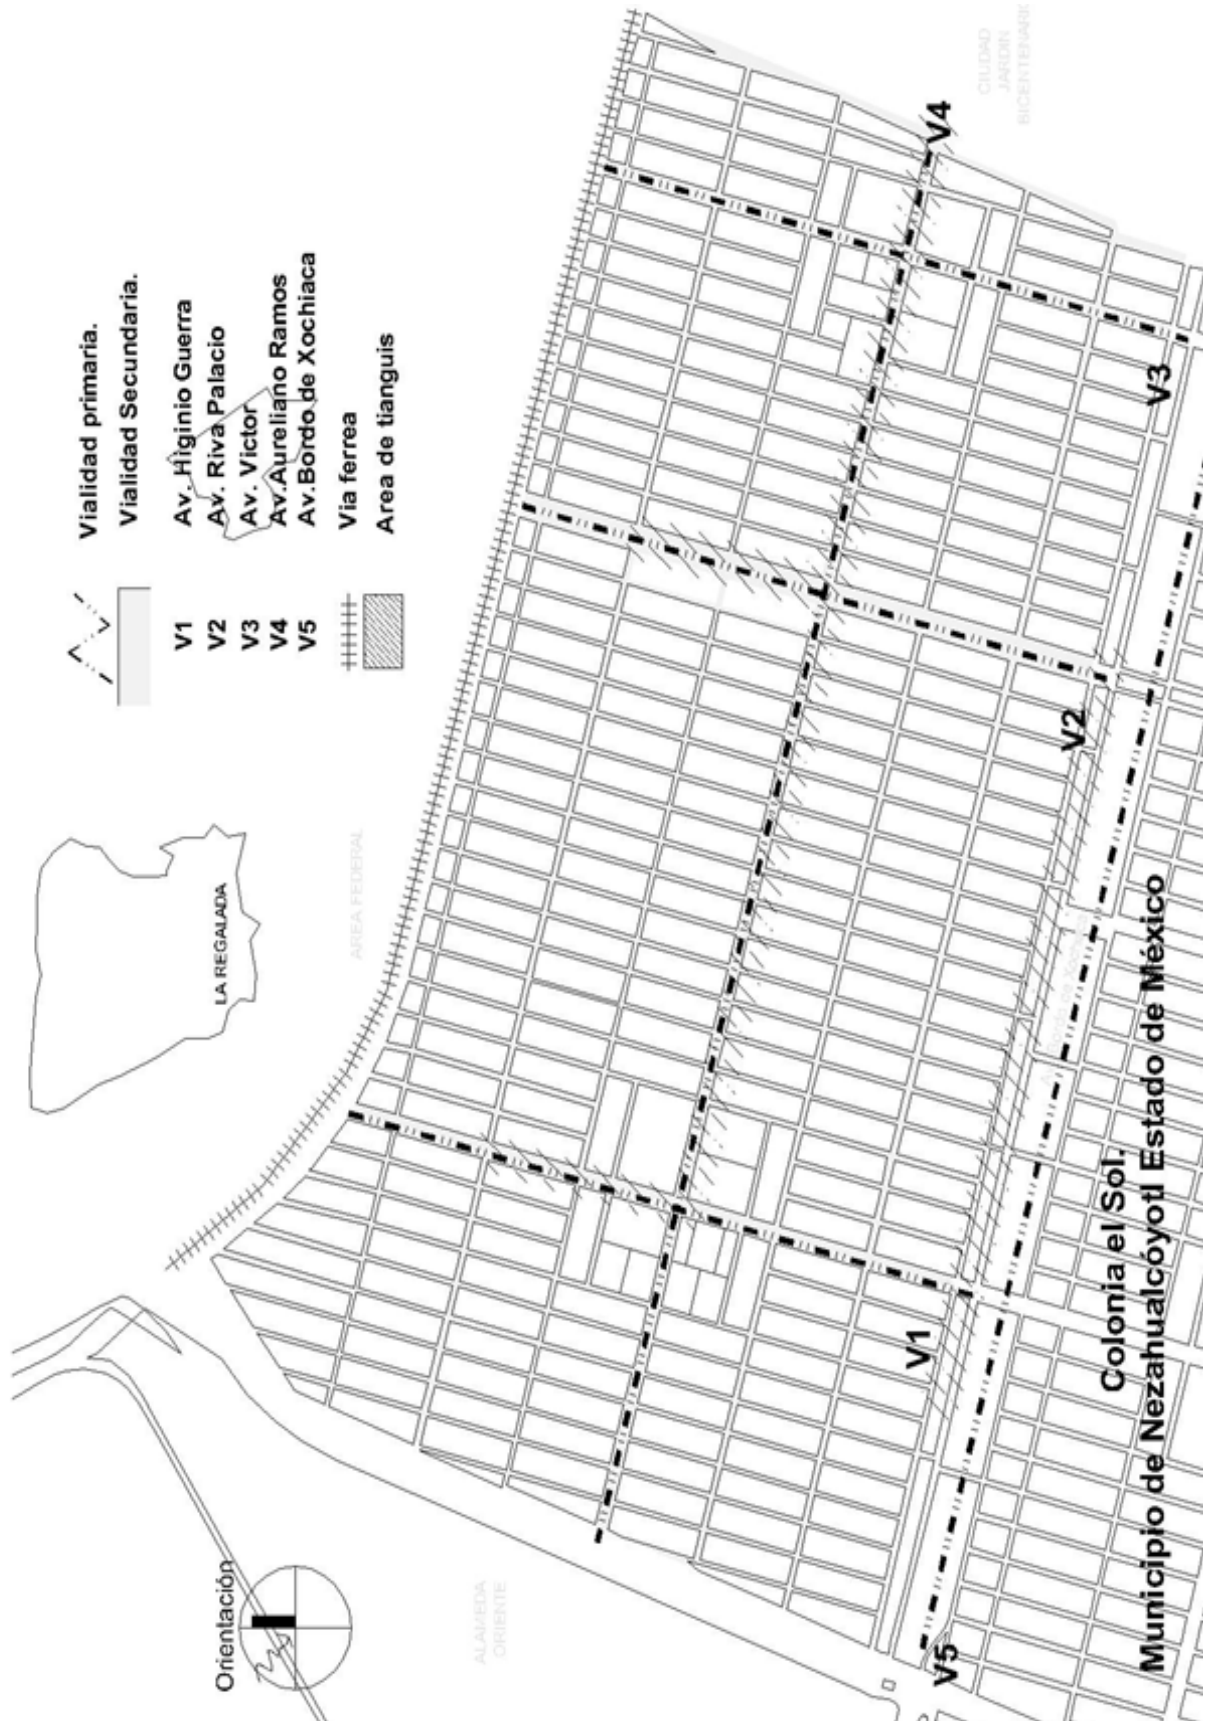 Orientación
LA REGALADA
Vialidad primaria.
Vialidad Secundaria.
V1 Av. Higinio Guerra
V2 Av. Riva Palacio
V3 Av. Victor
V4 Av.Aureliano Ramos
V5 Av.Bordo de Xochiaca
Via ferrea
Area de tianguis
AREA FEDERAL
ALAMEDA
ORIENTE
CIUDAD
JARDIN
BICENTENARIO
V1
V2
V3
V4
V5
Colonia el Sol.
Municipio de Nezahualcóyotl Estado de México